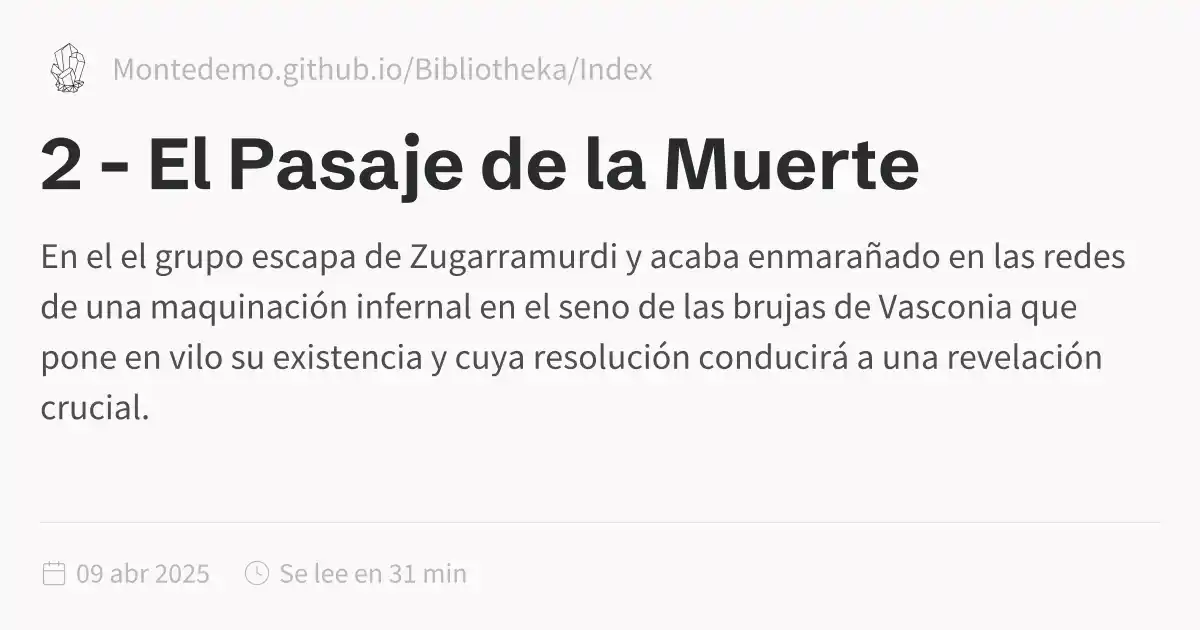 Montedemo.github.io/Bibliotheka/Index
2 - El Pasaje de la Muerte
En el el grupo escapa de Zugarramurdi y acaba enmarañado en las redes
de una maquinación infernal en el seno de las brujas de Vasconia que
pone en vilo su existencia y cuya resolución conducirá a una revelación
crucial.
09 abr 2025 Se lee en 31 min